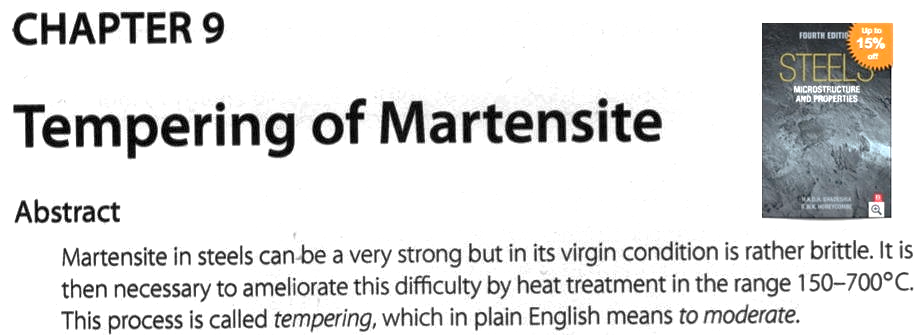 CHAPTER 9
Tempering of Martensite
Abstract
Martensite in steels can be a very strong but in its virgin condition is rather brittle. It is
then necessary to ameliorate this difficulty by heat treatment in the range 150–700°C.
This process is called tempering, which in plain English means to moderate.
FOURTH EDITIO
Up to
15%
off
STEELS
MICROSTRUCTURE
AND PROPERTIES
H.K.D.H. BHADESHIA
R.W.K. HONEYCOMBE